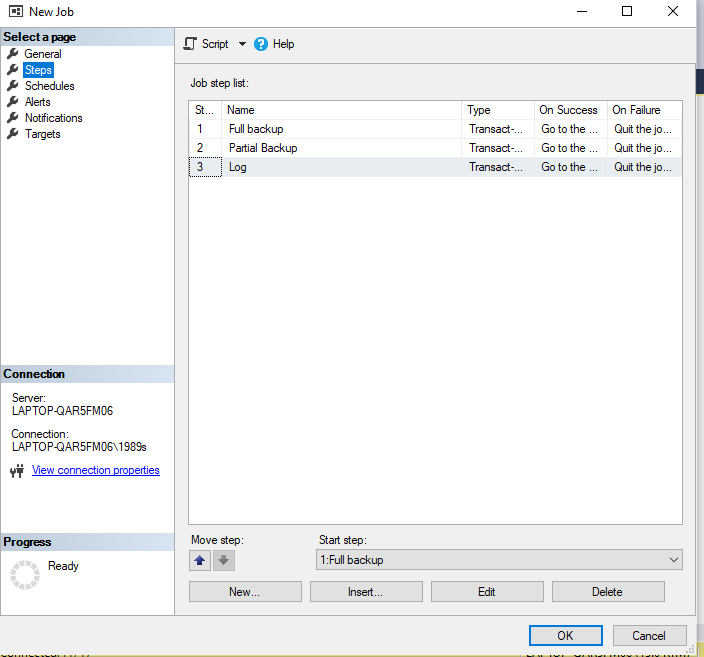 New Job
Select a page
General
Steps
Schedules
Alerts
Notifications
Targets
Script
Help
Job step list:
St... Name Type On Success On Failure
1 Full backup Transact-... Go to the ... Quit the jo...
2 Partial Backup Transact-... Go to the ... Quit the jo...
3 Log Transact-... Go to the ... Quit the jo...
Connection
Server:
LAPTOP-QAR5FM06
Connection:
LAPTOP-QAR5FM06\1989s
View connection properties
Progress
Ready
Move step:
Start step:
1:Full backup
New... Insert... Edit Delete
OK Cancel